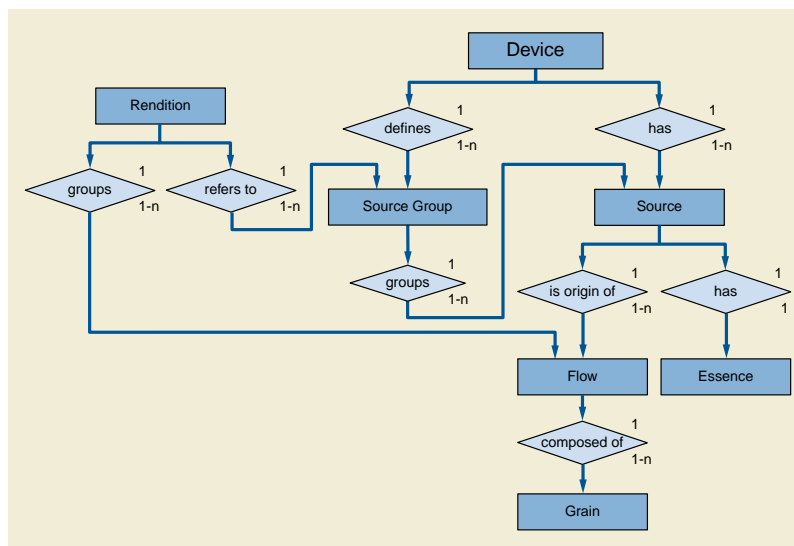 Device
Rendition
1
defines
1-n
1
has
1-n
1
groups
1-n
1
refers to
1-n
Source Group
Source
1
groups
1-n
1
is origin of
1-n
1
has
1
Flow
Essence
1
composed of
1-n
Grain